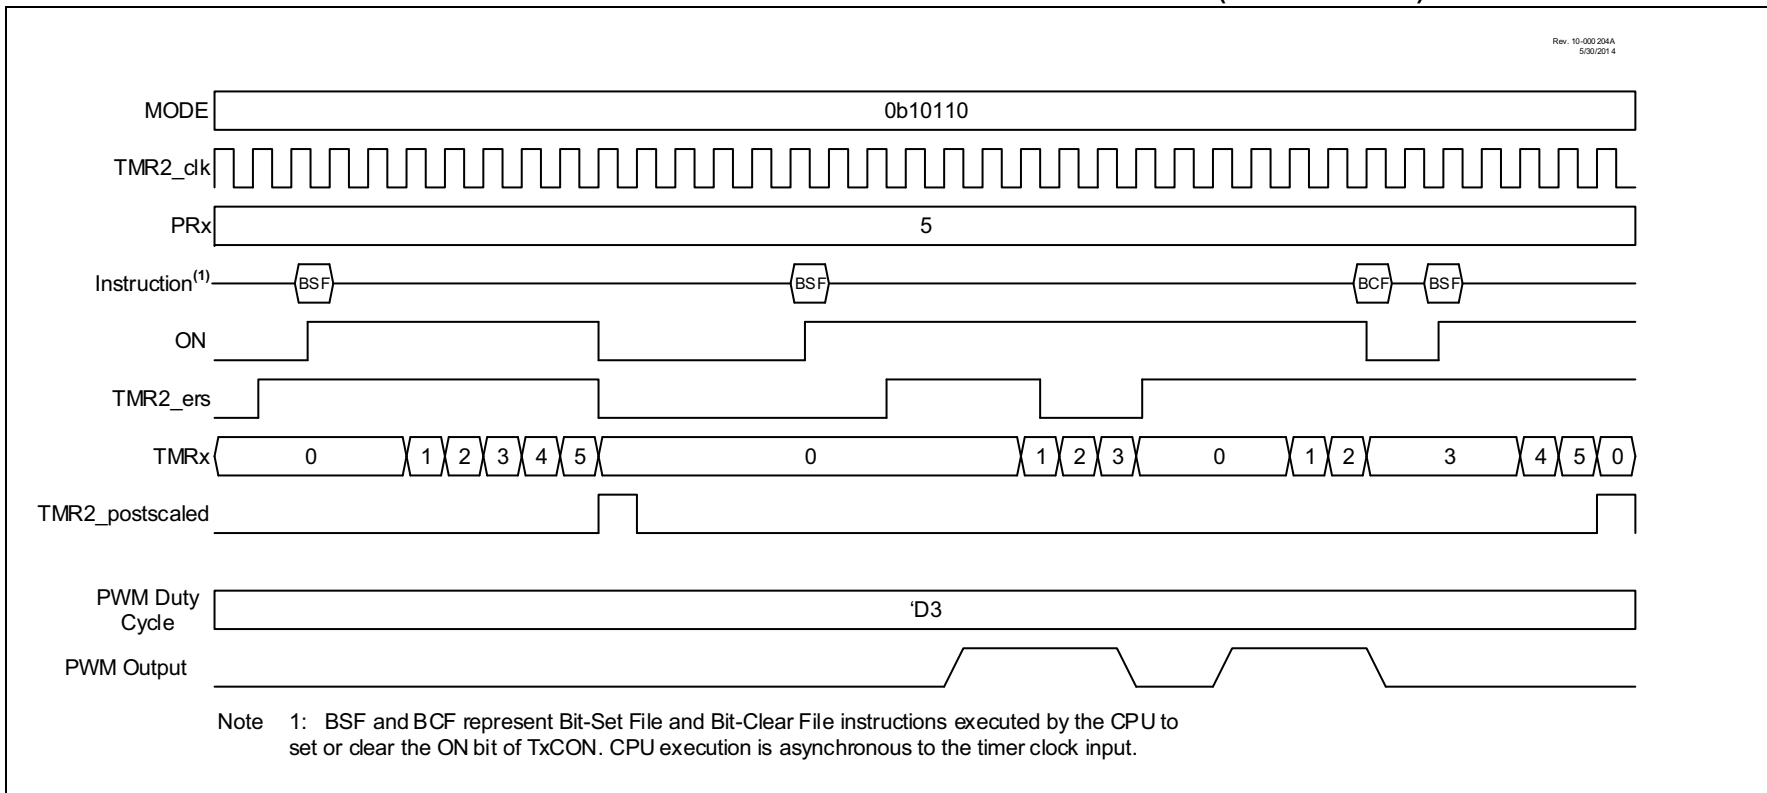 Rev. 10-000 204A
5/30/201 4
MODE 0b10110
TMR2_clk
PRx 5
Instruction(1) BSF BSF BCF BSF
ON
TMR2_ers
TMRx 0 1 2 3 4 5 0 1 2 3 0 1 2 3 4 5 0
TMR2_postscaled
PWM Duty
Cycle
‘D3
PWM Output
Note 1: BSF and BCF represent Bit-Set File and Bit-Clear File instructions executed by the CPU to
set or clear the ON bit of TxCON. CPU execution is asynchronous to the timer clock input.